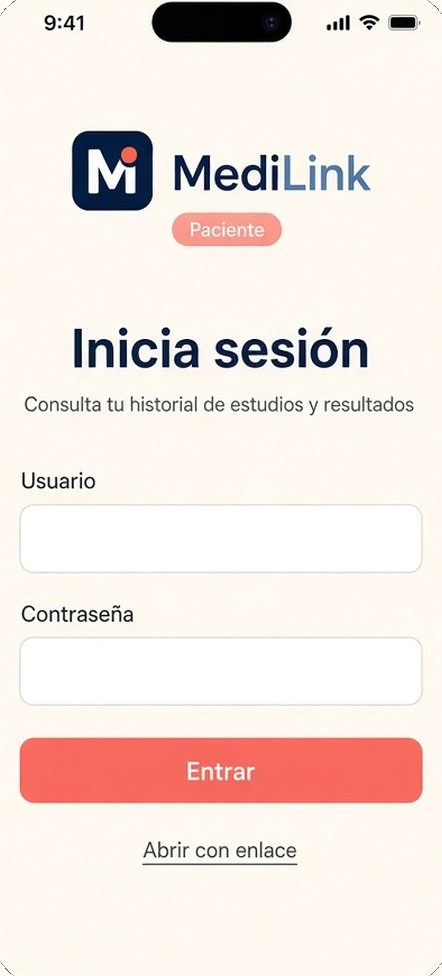 9:41
M
MediLink
Paciente
Inicia sesión
Consulta tu historial de estudios y resultados
Usuario
Contraseña
Entrar
Abrir con enlace